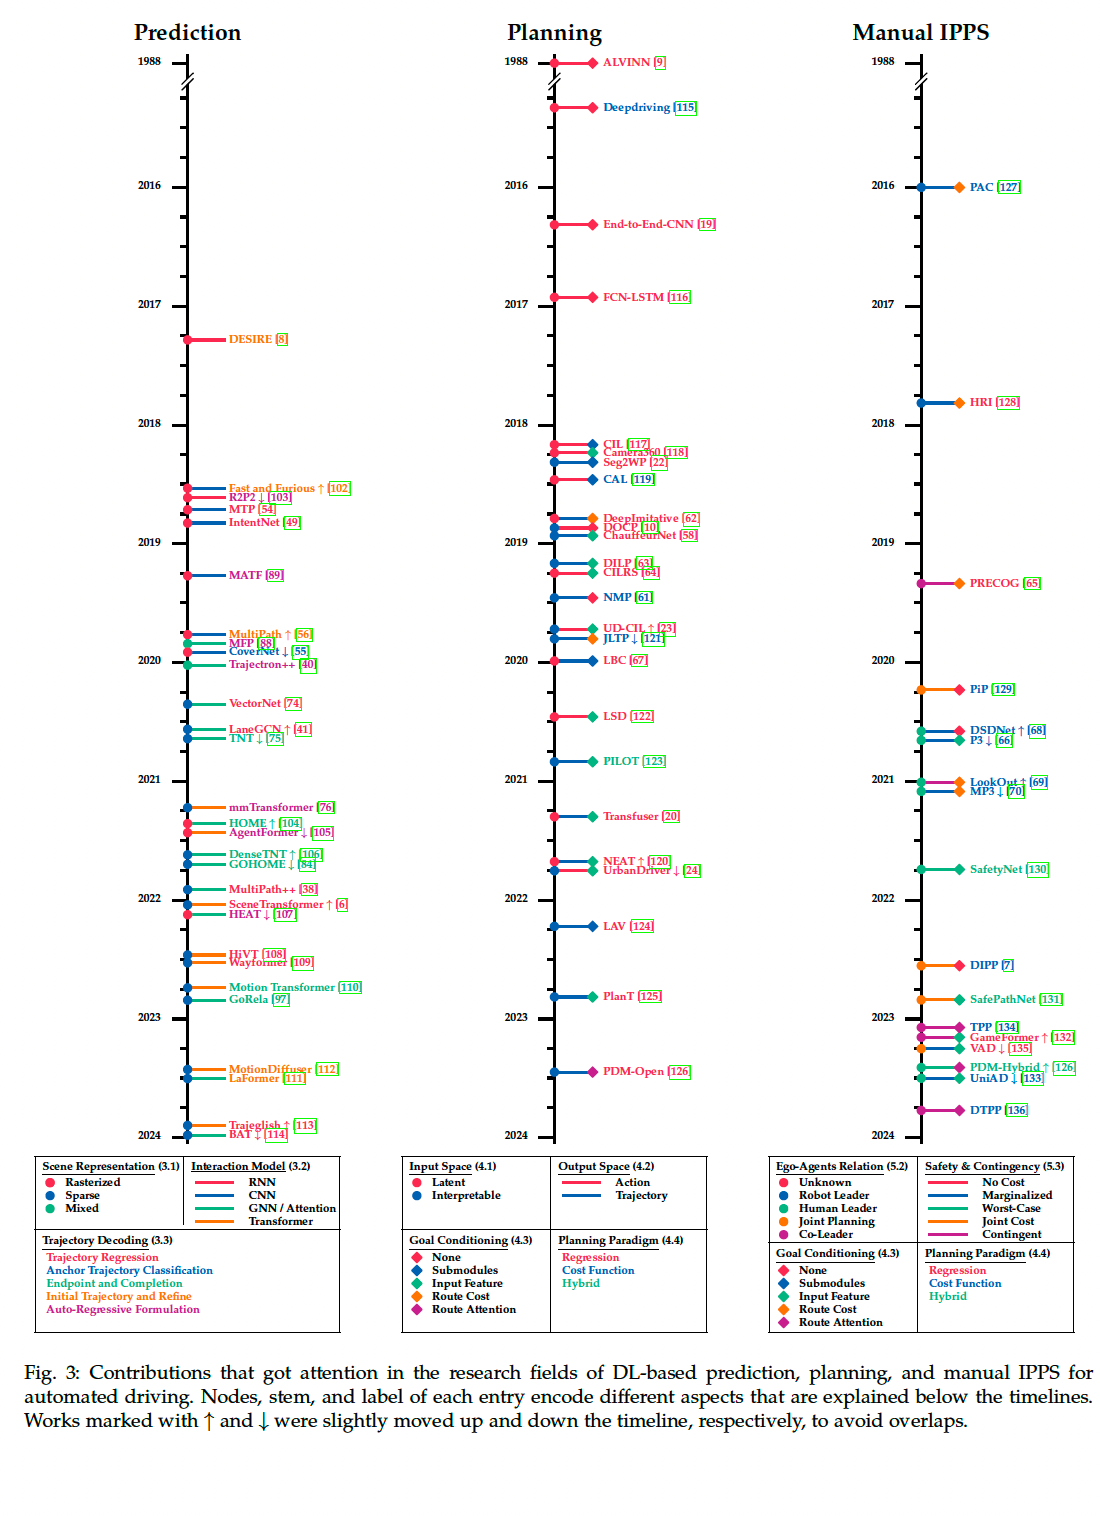 Prediction
1988
2016
2017
DESIRE [8]
2018
Fast and Furious ↑ [102]
R2P2 ↓ [103]
MTP [54]
IntentNet [49]
2019
MATF [89]
MultiPath ↑ [56]
MFP [88]
CoverNet ↓ [55]
2020
Trajectron++ [40]
VectorNet [74]
LaneGCN ↑ [41]
TNT ↓ [75]
2021
mmTransformer [76]
HOME ↑ [104]
AgentFormer ↓ [105]
DenseTNT ↑ [106]
GOHOME ↓ [84]
MultiPath++ [38]
2022
SceneTransformer ↑ [6]
HEAT ↓ [107]
HiVT [108]
Wayformer [109]
Motion Transformer [110]
GoRela [97]
2023
MotionDiffuser [112]
LaFormer [111]
Trajeglish ↑ [113]
BAT ↓ [114]
2024
Scene Representation (3.1)
Rasterized
Sparse
Mixed
Interaction Model (3.2)
RNN
CNN
GNN / Attention
Transformer
Trajectory Decoding (3.3)
Trajectory Regression
Anchor Trajectory Classification
Endpoint and Completion
Initial Trajectory and Refine
Auto-Regressive Formulation
Planning
1988
ALVINN [9]
Deepdriving [115]
2016
End-to-End-CNN [19]
FCN-LSTM [116]
2017
2018
CIL [117]
Camera360 [118]
Seg2WP [22]
CAL [119]
DeepImitative [62]
DOCP [10]
ChauffeurNet [58]
2019
DILP [63]
CILRS [64]
NMP [61]
UD-CIL ↑ [23]
JLTP ↓ [121]
2020
LBC [67]
LSD [122]
PILOT [123]
2021
Transfuser [20]
NEAT ↑ [120]
UrbanDriver ↓ [24]
2022
LAV [124]
PlanT [125]
2023
PDM-Open [126]
2024
Input Space (4.1)
Latent
Interpretable
Output Space (4.2)
Action
Trajectory
Goal Conditioning (4.3)
None
Submodules
Input Feature
Route Cost
Route Attention
Planning Paradigm (4.4)
Regression
Cost Function
Hybrid
Manual IPPS
1988
2016
PAC [127]
2017
HRI [128]
2018
2019
PRECOG [65]
2020
PiP [129]
DSDNet ↑ [68]
P3 ↓ [66]
2021
LookOut ↑ [69]
MP3 ↓ [70]
SafetyNet [130]
2022
DIPP [7]
SafePathNet [131]
2023
TPP [134]
GameFormer ↑ [132]
VAD ↓ [135]
PDM-Hybrid ↑ [126]
UniAD ↓ [133]
DTPP [136]
2024
Ego-Agents Relation (5.2)
Unknown
Robot Leader
Human Leader
Joint Planning
Co-Leader
Safety & Contingency (5.3)
No Cost
Marginalized
Worst-Case
Joint Cost
Contingent
Goal Conditioning (4.3)
None
Submodules
Input Feature
Route Cost
Route Attention
Planning Paradigm (4.4)
Regression
Cost Function
Hybrid
Fig. 3: Contributions that got attention in the research fields of DL-based prediction, planning, and manual IPPS for
automated driving. Nodes, stem, and label of each entry encode different aspects that are explained below the timelines.
Works marked with ↑ and ↓ were slightly moved up and down the timeline, respectively, to avoid overlaps.